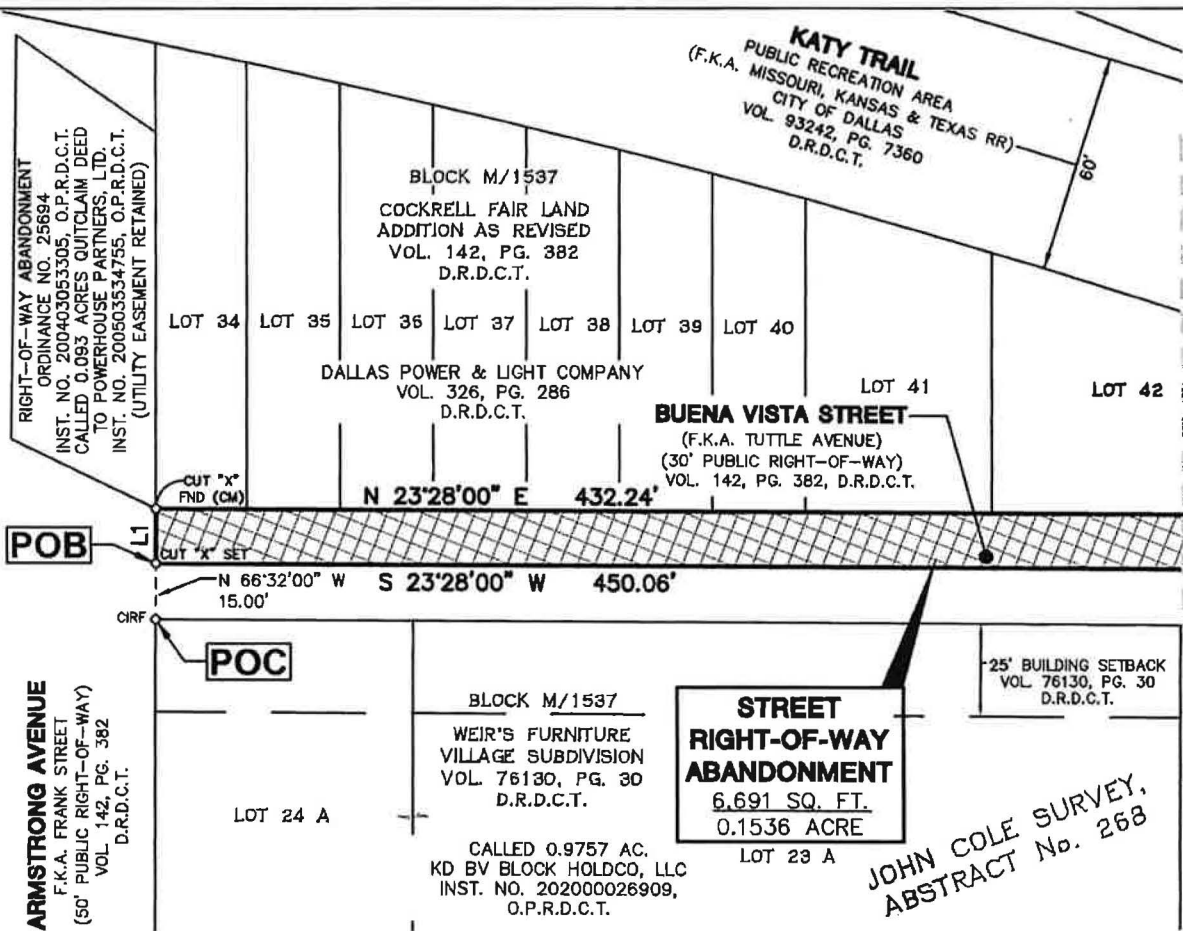 KATY TRAIL
PUBLIC RECREATION AREA
(F.K.A. MISSOURI, KANSAS & TEXAS RR)
CITY OF DALLAS
VOL. 93242, PG. 7360
D.R.D.C.T.
60'
RIGHT-OF-WAY ABANDONMENT
ORDINANCE NO. 25694
INST. NO. 200403053305, O.P.R.D.C.T.
CALLED 0.093 ACRES QUITCLAIM DEED
TO POWERHOUSE PARTNERS, LTD.
INST. NO. 200503534755, O.P.R.D.C.T.
(UTILITY EASEMENT RETAINED)
BLOCK M/1537
COCKRELL FAIR LAND
ADDITION AS REVISED
VOL. 142, PG. 382
D.R.D.C.T.
LOT 34
LOT 35
LOT 36
LOT 37
LOT 38
LOT 39
LOT 40
DALLAS POWER & LIGHT COMPANY
VOL. 326, PG. 286
D.R.D.C.T.
LOT 41
LOT 42
BUENA VISTA STREET
(F.K.A. TUTTLE AVENUE)
(30' PUBLIC RIGHT-OF-WAY)
VOL. 142, PG. 382, D.R.D.C.T.
CUT "X"
FND (CM)
N 23°28'00" E 432.24'
POB
L1
CUT "X" SET
N 66°32'00" W
15.00'
S 23°28'00" W 450.06'
CIRF
POC
ARMSTRONG AVENUE
F.K.A. FRANK STREET
(50' PUBLIC RIGHT-OF-WAY)
VOL. 142, PG. 382
D.R.D.C.T.
LOT 24 A
BLOCK M/1537
WEIR'S FURNITURE
VILLAGE SUBDIVISION
VOL. 76130, PG. 30
D.R.D.C.T.
CALLED 0.9757 AC.
KD BV BLOCK HOLDCO, LLC
INST. NO. 202000026909,
O.P.R.D.C.T.
STREET
RIGHT-OF-WAY
ABANDONMENT
6,691 SQ. FT.
0.1536 ACRE
LOT 23 A
25' BUILDING SETBACK
VOL. 76130, PG. 30
D.R.D.C.T.
JOHN COLE SURVEY,
ABSTRACT No. 268